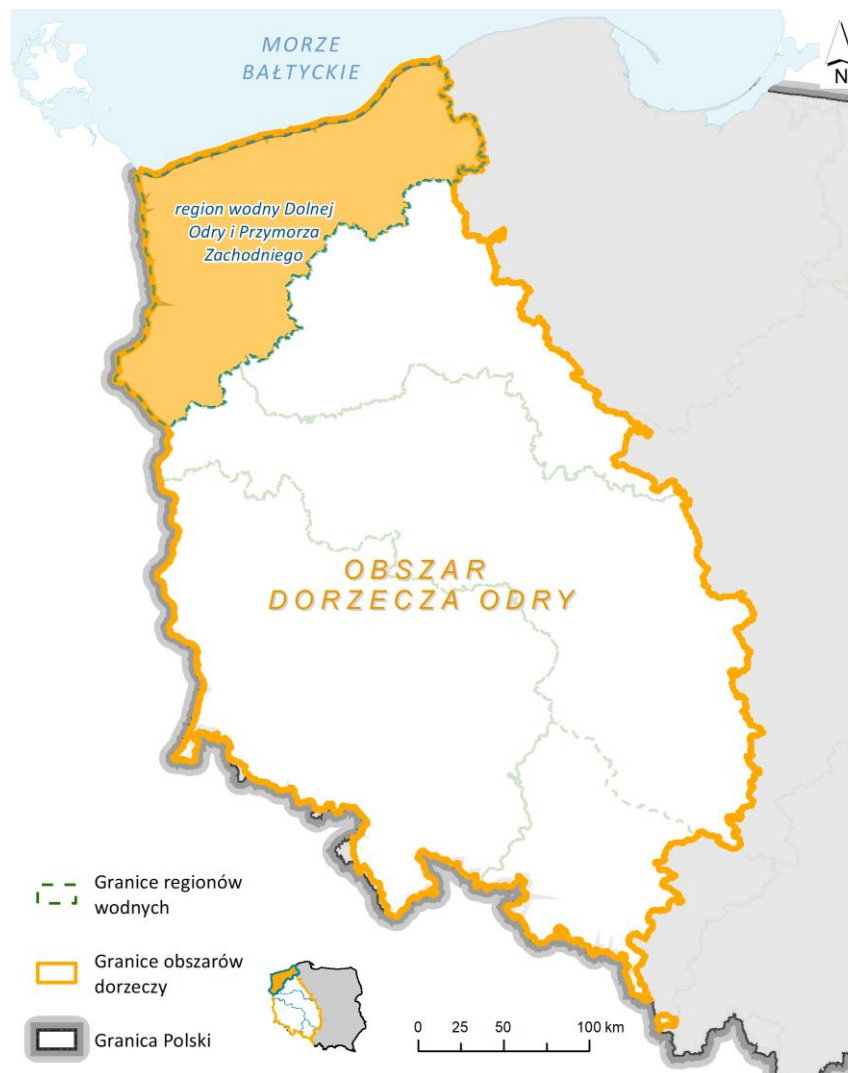 MORZE
BAŁTYCKIE
N
region wodny Dolnej
Odry i Przymorza
Zachodniego
OBSZAR
DORZECZA ODRY
Granice regionów
wodnych
Granice obszarów
dorzeczy
Granica Polski
0 25 50 100 km